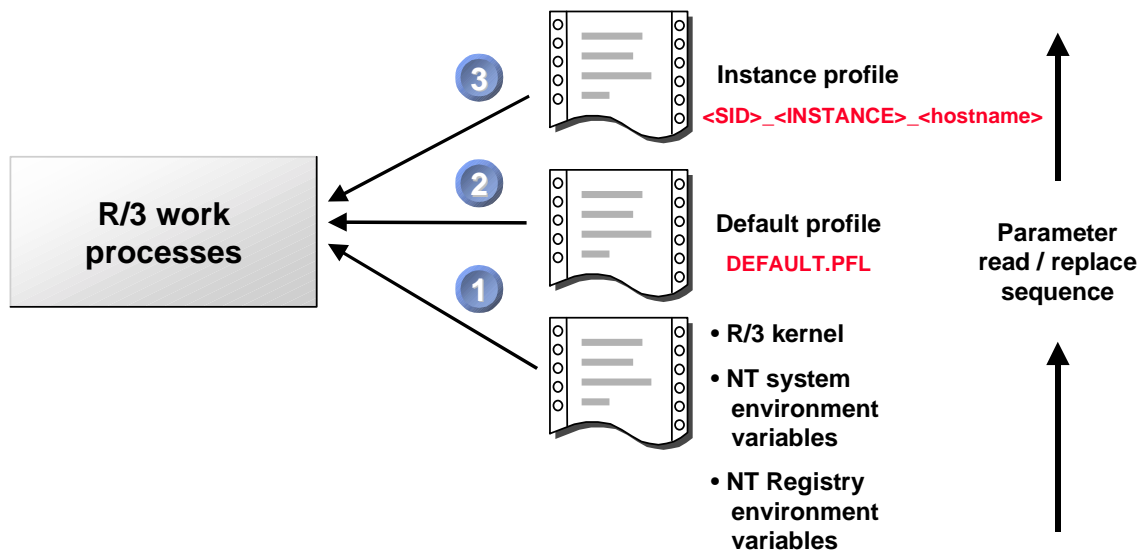 3
Instance profile
<SID>_<INSTANCE>_<hostname>
R/3 work
processes
2
Default profile
DEFAULT.PFL
1
• R/3 kernel
• NT system
environment
variables
• NT Registry
environment
variables
Parameter
read / replace
sequence